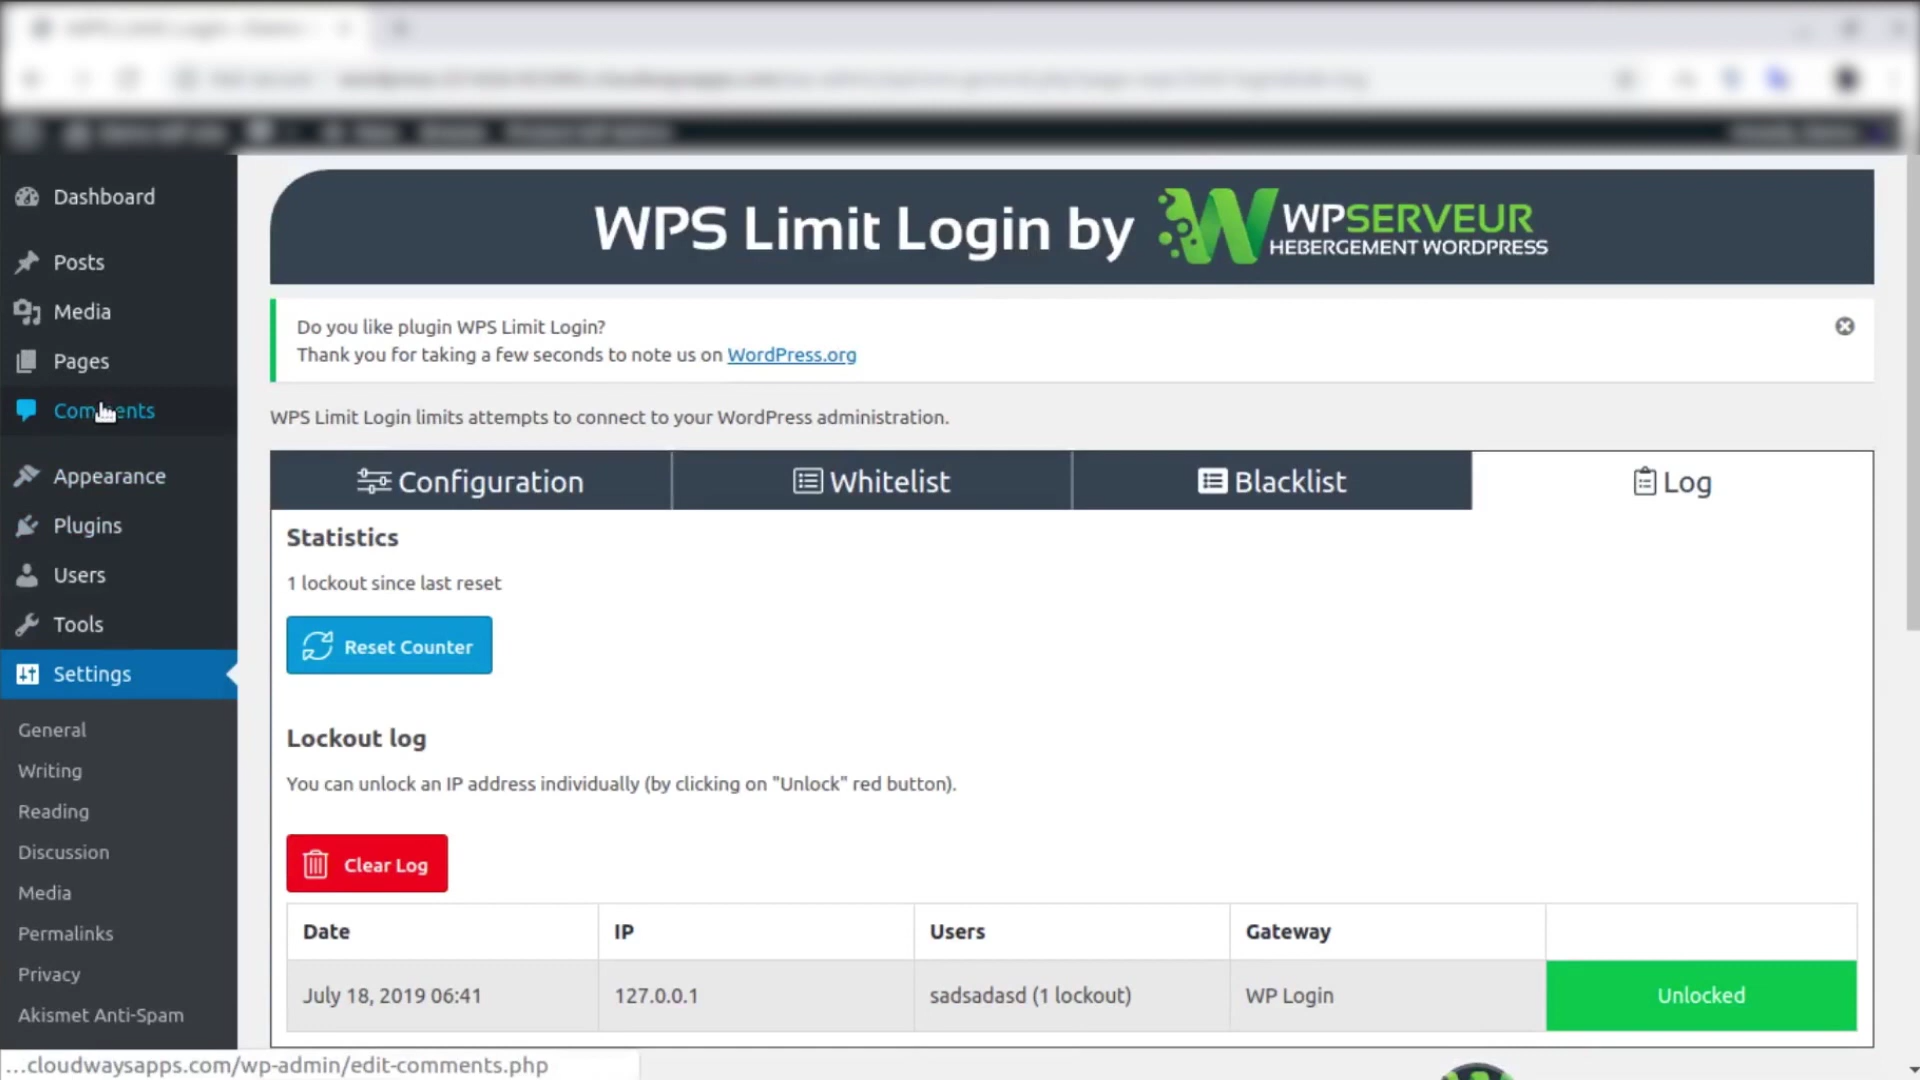 Dashboard
Posts
Media
Pages
Comments
Appearance
Plugins
Users
Tools
Settings
General
Writing
Reading
Discussion
Media
Permalinks
Privacy
Akismet Anti-Spam
...cloudwaysapps.com/wp-admin/edit-comments.php
WPS Limit Login by
WPSERVEUR
HEBERGEMENT WORDPRESS
Do you like plugin WPS Limit Login?
Thank you for taking a few seconds to note us on WordPress.org
WPS Limit Login limits attempts to connect to your WordPress administration.
Configuration Whitelist Blacklist Log
Statistics
1 lockout since last reset
Reset Counter
Lockout log
You can unlock an IP address individually (by clicking on "Unlock" red button).
Clear Log
Date IP Users Gateway
July 18, 2019 06:41 127.0.0.1 sadsadasd (1 lockout) WP Login Unlocked